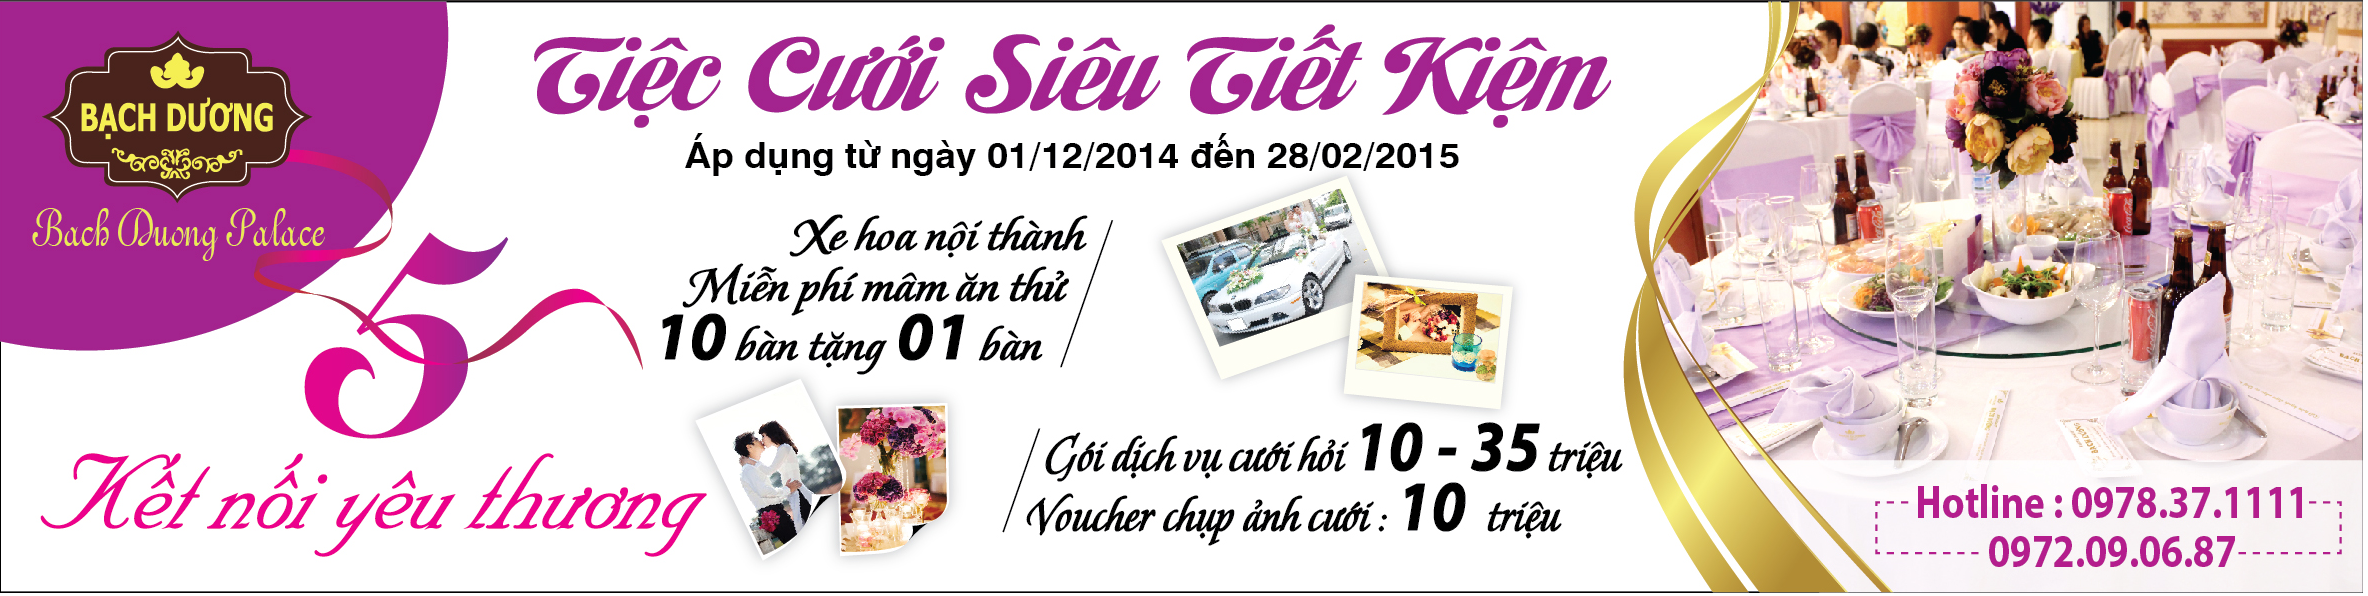 BẠCH DƯƠNG
Bach Duong Palace
Tiệc Cưới Siêu Tiết Kiệm
Áp dụng từ ngày 01/12/2014 đến 28/02/2015
5
Kết nối yêu thương
Xe hoa nội thành
Miễn phí mâm ăn thử
10 bàn tặng 01 bàn
Gói dịch vụ cưới hỏi 10 - 35 triệu
Voucher chụp ảnh cưới : 10 triệu
Hotline : 0978.37.1111
0972.09.06.87